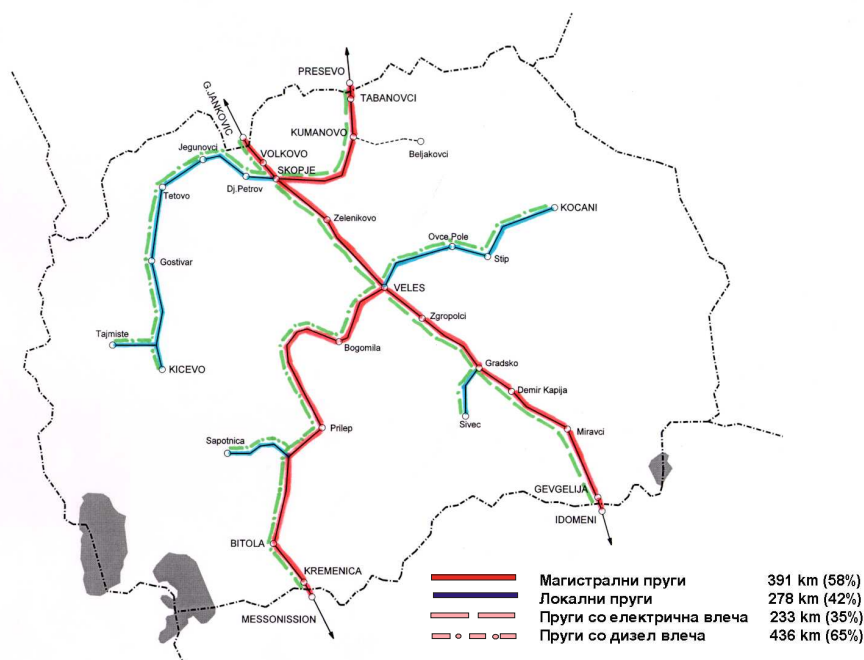 PRESEVO
TABANOVCI
G.JANKOVIC
KUMANOVO
Beljakovci
Jegunovci
VOLKOVO
SKOPJE
Dj.Petrov
Tetovo
Zelenikovo
KOCANI
Ovce Pole
Stip
Gostivar
VELES
Zgropolci
Tajmiste
Bogomila
KICEVO
Gradsko
Demir Kapija
Sivec
Prilep
Miravci
Sapotnica
GEVGELIJA
IDOMENI
BITOLA
KREMENICA
MESSONISSION
Магистрални пруги 391 km (58%)
Локални пруги 278 km (42%)
Пруги со електрична влеча 233 km (35%)
Пруги со дизел влеча 436 km (65%)